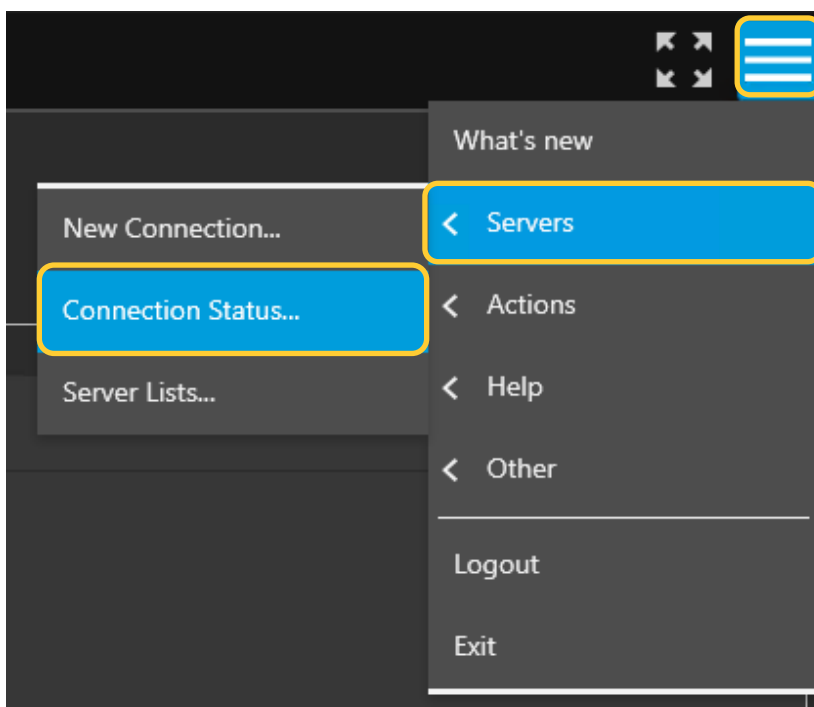 What's new
Servers
Actions
Help
Other
Logout
Exit
New Connection...
Connection Status...
Server Lists...